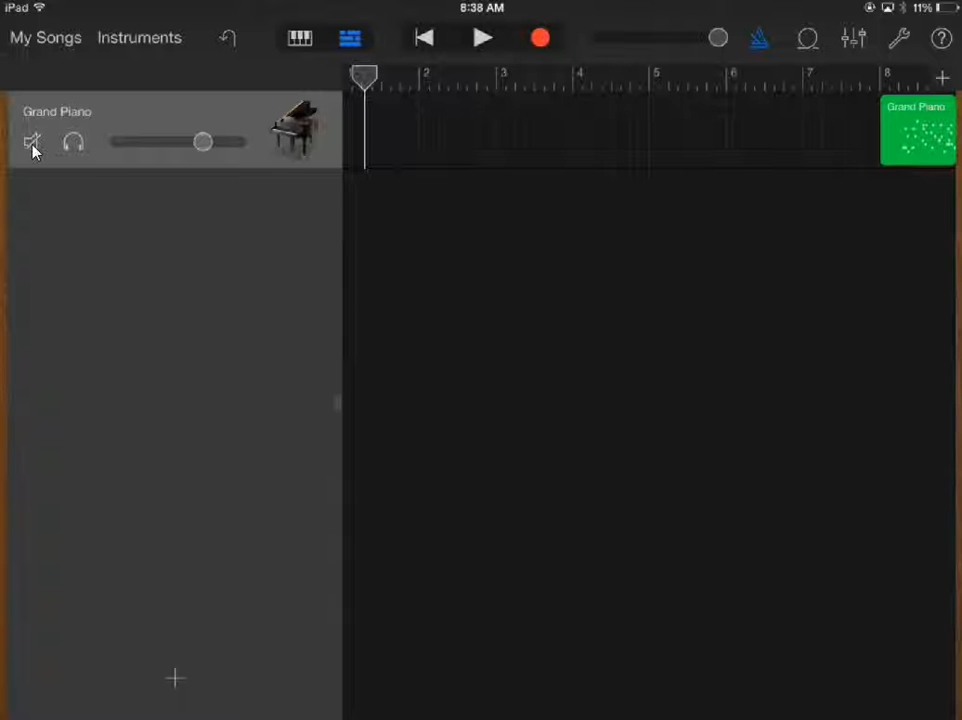 iPad 8:38 AM 11%
My Songs Instruments
2 3 4 5 6 7 8
Grand Piano
Grand Piano